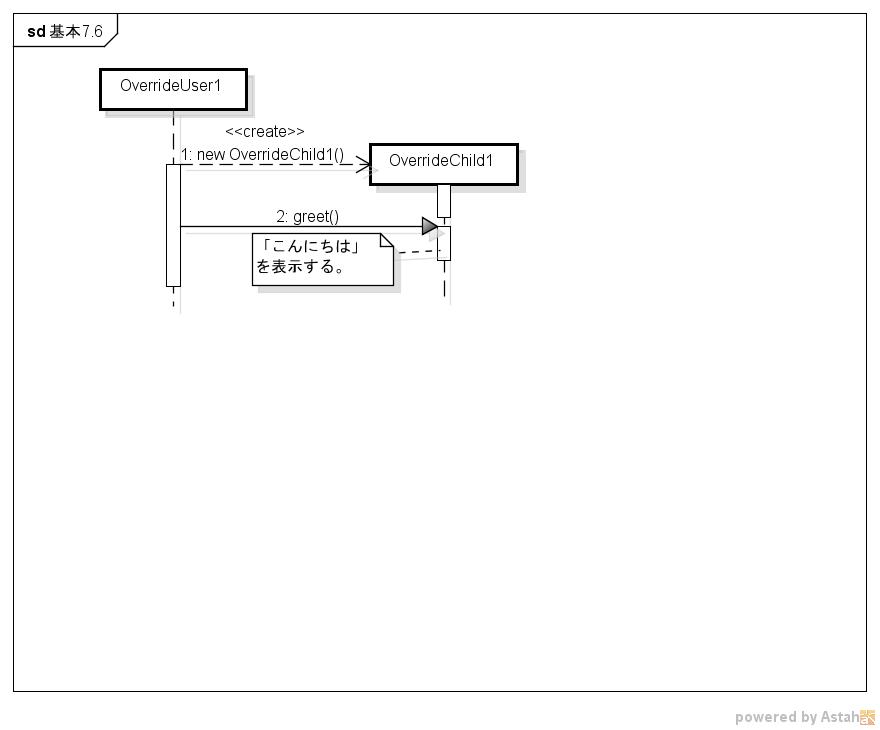 sd 基本7.6
OverrideUser1
<<create>>
1: new OverrideChild1()
OverrideChild1
2: greet()
「こんにちは」
を表示する。
powered by Astah